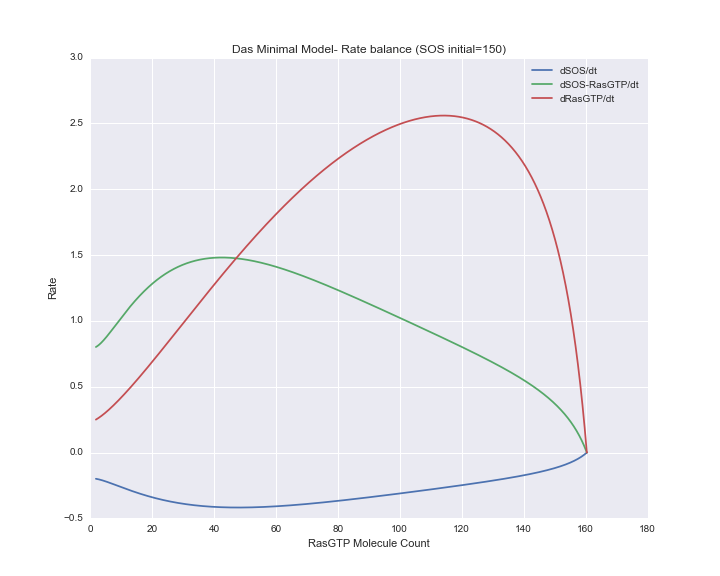 Das Minimal Model- Rate balance (SOS initial=150)
3.0
2.5
2.0
1.5
1.0
0.5
0.0
−0.5
Rate
dSOS/dt
dSOS-RasGTP/dt
dRasGTP/dt
0 20 40 60 80 100 120 140 160 180
RasGTP Molecule Count